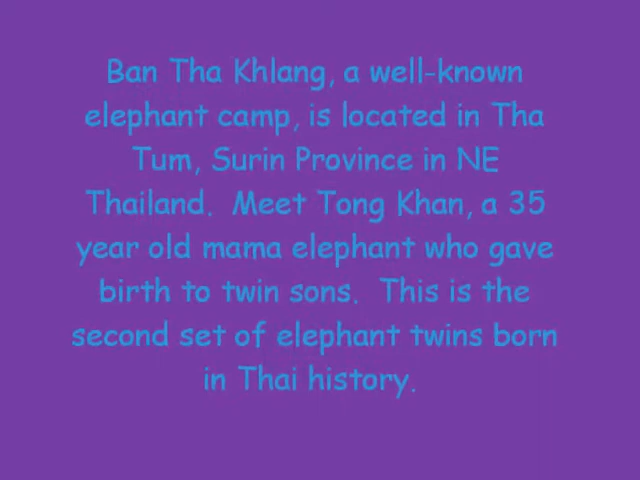 Ban Tha Khlang, a well-known
elephant camp, is located in Tha
Tum, Surin Province in NE
Thailand.  Meet Tong Khan, a 35
year old mama elephant who gave
birth to twin sons.  This is the
second set of elephant twins born
in Thai history.